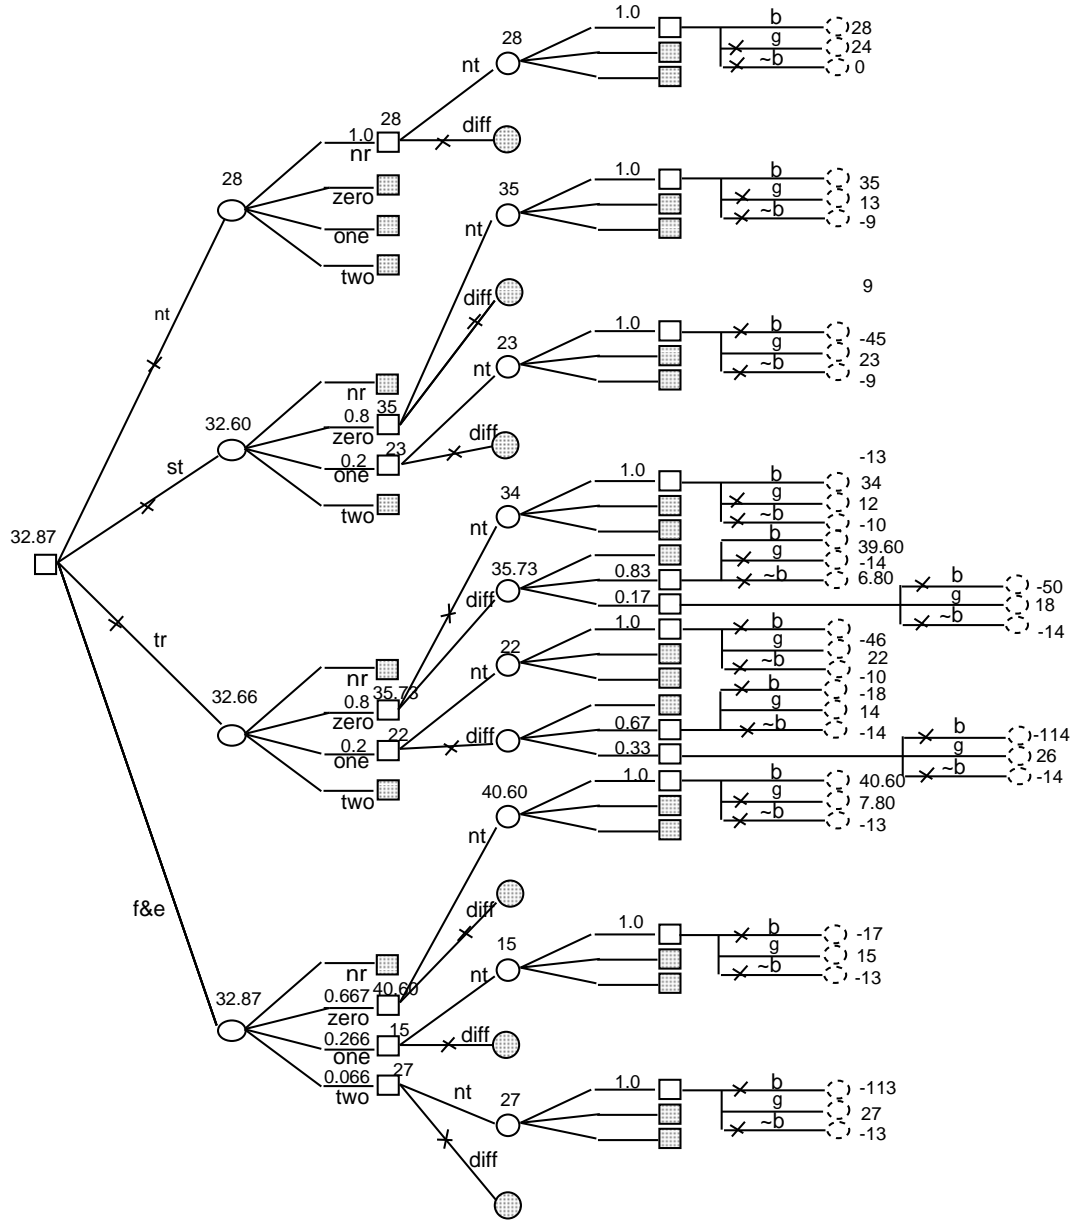 1.0 b 28
28 g 24
nt ~b 0
28 diff
1.0
nr
28 1.0 b 35
zero 35 g 13
one nt ~b -9
two
diff 9
nt 1.0 b -45
23 g 23
nt ~b -9
nr
35
0.8
zero diff
32.60 23
0.2
one -13
st 1.0 b 34
two 34 g 12
nt ~b -10
32.87 b 39.60
35.73 g -14
0.83 ~b 6.80 b -50
diff 0.17 g 18
1.0 b ~b -14
tr g -46
22 22
nt ~b -10
nr b -18
35.73 g 14
32.66 0.8 0.67 ~b -14
zero 22 diff b -114
0.2 0.33 g 26
one 1.0 b 40.60 ~b -14
two 40.60 g 7.80
nt ~b -13
f&e diff
1.0 b -17
15 g 15
nr nt ~b -13
40.60
32.87 0.667
zero 15
0.266 diff
one 27
0.066
two nt 1.0 b -113
27 g 27
~b -13
diff